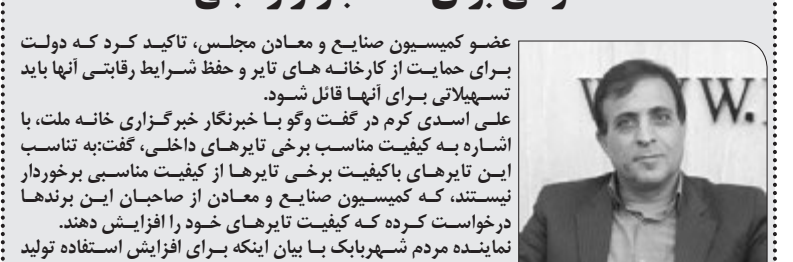 عضو کمیسیون صنایع و معادن مجلس، تاکید کرد که دولت
برای حمایت از کارخانه های تایر و حفظ شرایط رقابتی آنها باید
تسهیلاتی برای آنها قائل شود.
علی اسدی کرم در گفت وگو با خبرنگار خبرگزاری خانه ملت، با
اشاره به کیفیت مناسب برخی تایرهای داخلی، گفت:به تناسب
این تایرهای باکیفیت برخی تایرها از کیفیت مناسبی برخوردار
نیستند، که کمیسیون صنایع و معادن از صاحبان این برندها
درخواست کرده که کیفیت تایرهای خود را افزایش دهند.
نماینده مردم شهربابک با بیان اینکه برای افزایش استفاده تولید
WWW.